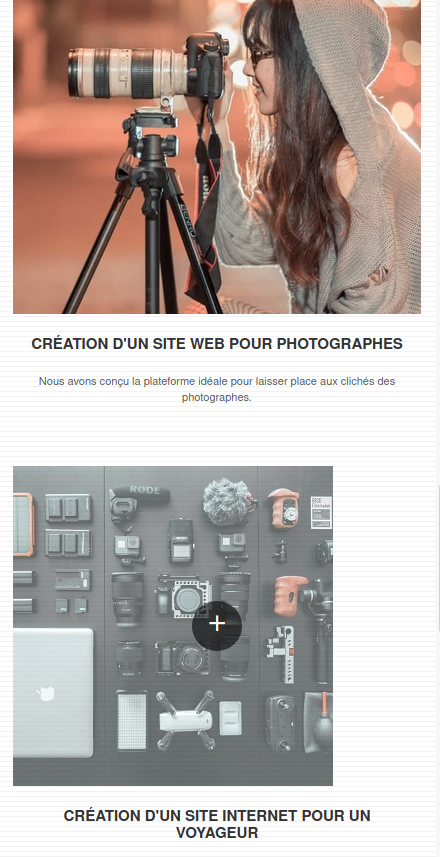 CRÉATION D'UN SITE WEB POUR PHOTOGRAPHES
Nous avons conçu la plateforme idéale pour laisser place aux clichés des
photographes.
RODE
+
CRÉATION D'UN SITE INTERNET POUR UN
VOYAGEUR